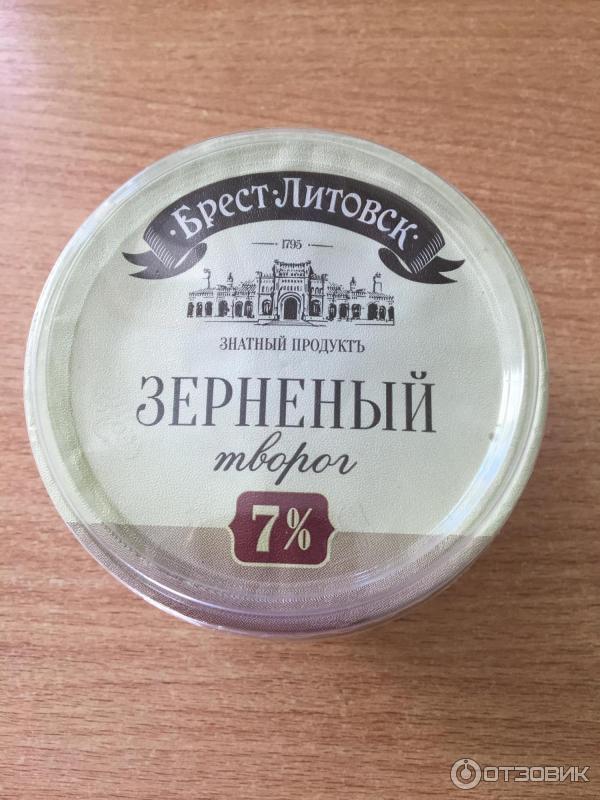 ·Брест·Литовск·
1795
ЗНАТНЫЙ ПРОДУКТЪ
ЗЕРНЕНЫЙ
творог
7%
ОТЗОВИК